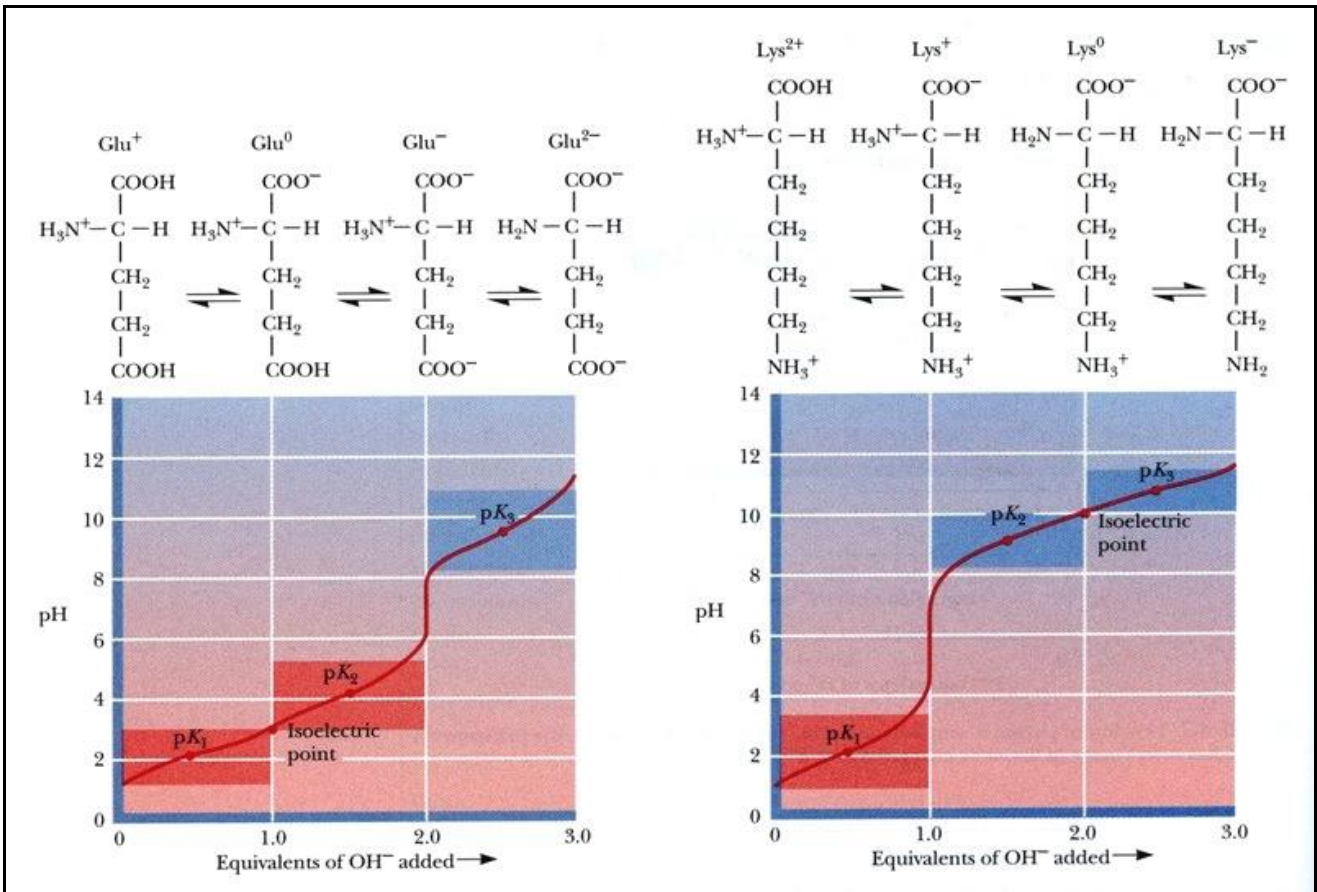 Glu⁺ Glu⁰ Glu⁻ Glu²⁻
COOH COO⁻ COO⁻ COO⁻
H₃N⁺–C–H H₃N⁺–C–H H₃N⁺–C–H H₂N–C–H
CH₂ CH₂ CH₂ CH₂
CH₂ CH₂ CH₂ CH₂
COOH COOH COO⁻ COO⁻
14
12
10
8
6
4
2
0
pH
pK₁
pK₂
pK₃
Isoelectric
point
0 1.0 2.0 3.0
Equivalents of OH⁻ added
Lys²⁺ Lys⁺ Lys⁰ Lys⁻
COOH COO⁻ COO⁻ COO⁻
H₃N⁺–C–H H₃N⁺–C–H H₂N–C–H H₂N–C–H
CH₂ CH₂ CH₂ CH₂
CH₂ CH₂ CH₂ CH₂
CH₂ CH₂ CH₂ CH₂
CH₂ CH₂ CH₂ CH₂
NH₃⁺ NH₃⁺ NH₃⁺ NH₂
14
12
10
8
6
4
2
0
pH
pK₁
pK₂
pK₃
Isoelectric
point
0 1.0 2.0 3.0
Equivalents of OH⁻ added